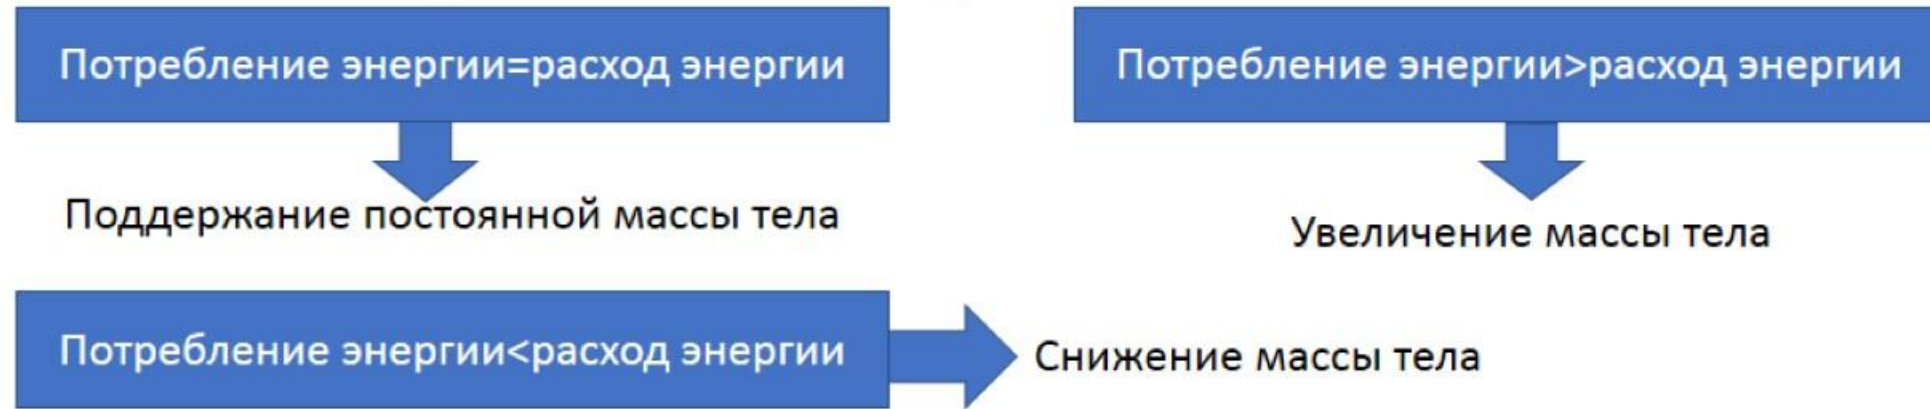 Потребление энергии=расход энергии
Потребление энергии>расход энергии
Поддержание постоянной массы тела
Увеличение массы тела
Потребление энергии<расход энергии
Снижение массы тела